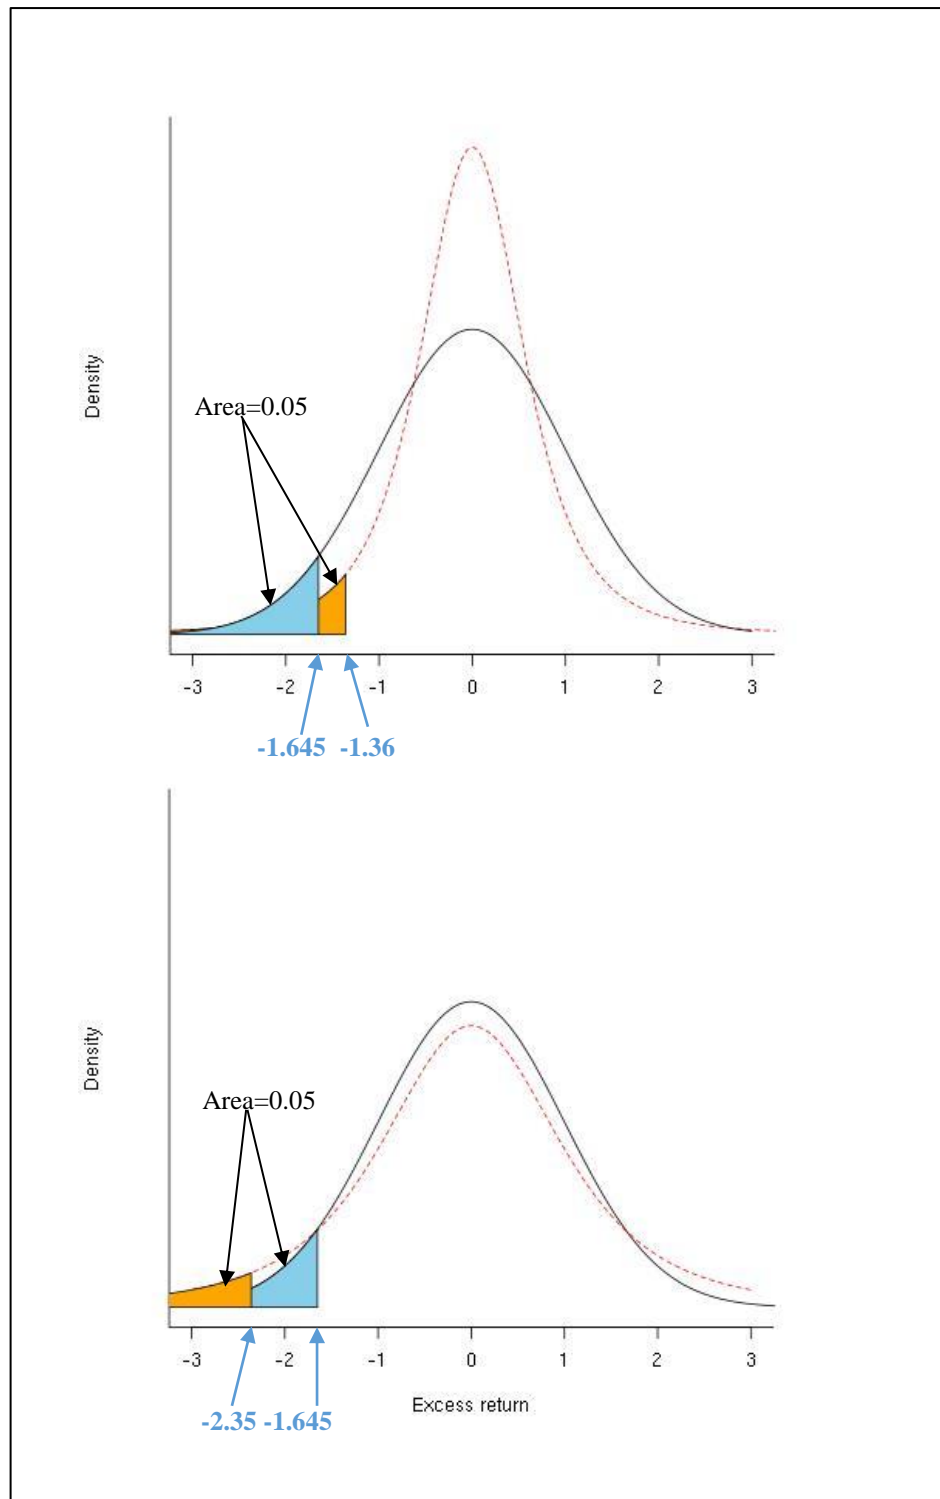 Density
Area=0.05
-3 -2 -1 0 1 2 3
-1.645 -1.36
Density
Area=0.05
-3 -2 -1 0 1 2 3
Excess return
-2.35 -1.645